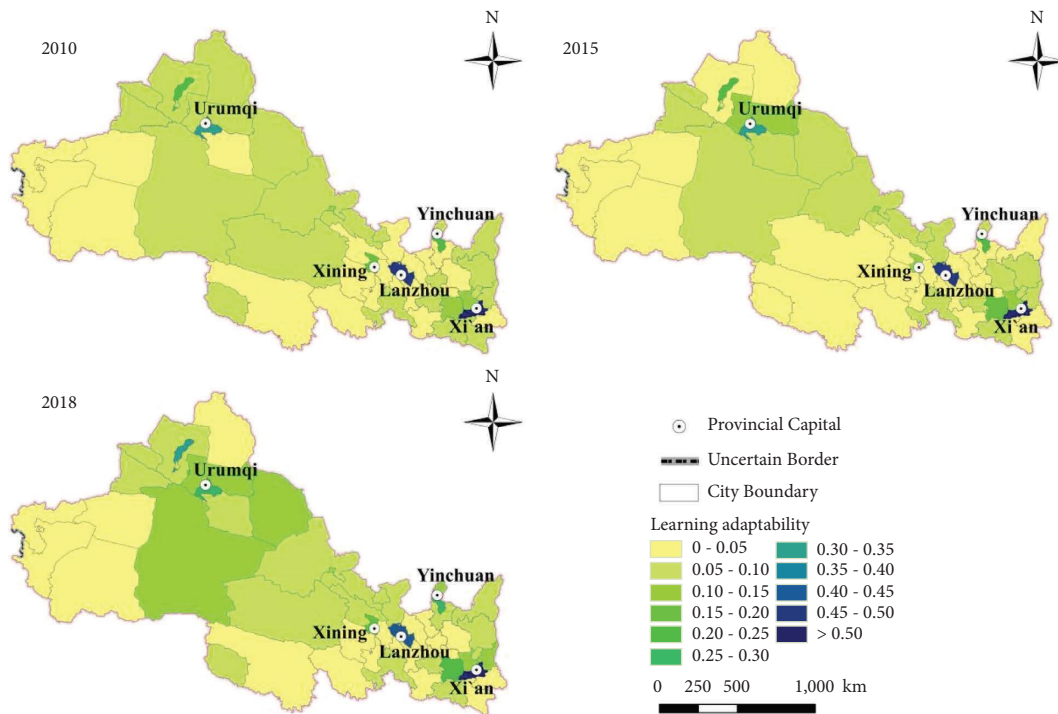 2010
N
Urumqi
Yinchuan
Xining
Lanzhou
Xi`an
2015
N
Urumqi
Yinchuan
Xining
Lanzhou
Xi`an
2018
N
Urumqi
Yinchuan
Xining
Lanzhou
Xi`an
Provincial Capital
Uncertain Border
City Boundary
Learning adaptability
0 - 0.05
0.05 - 0.10
0.10 - 0.15
0.15 - 0.20
0.20 - 0.25
0.25 - 0.30
0.30 - 0.35
0.35 - 0.40
0.40 - 0.45
0.45 - 0.50
> 0.50
0 250 500 1,000 km